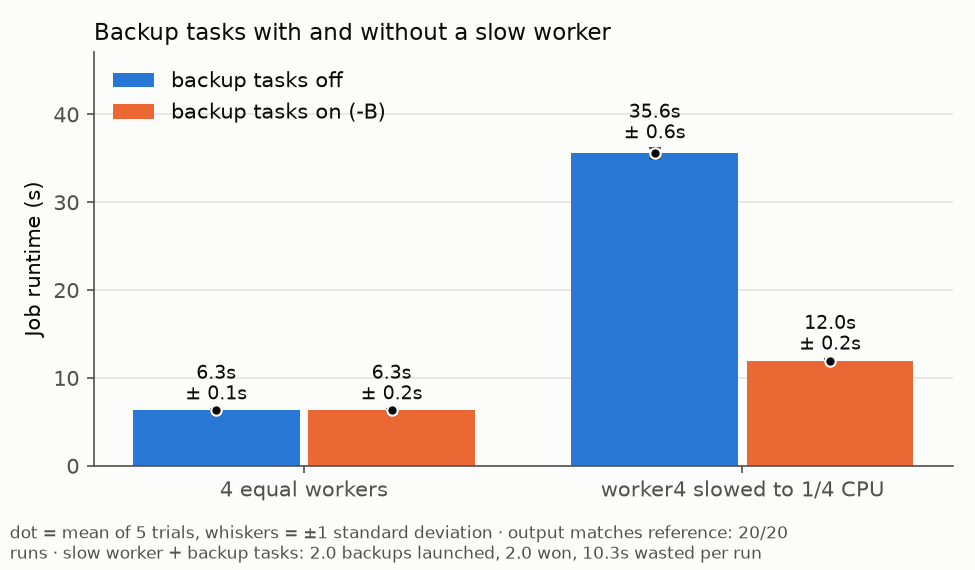 Backup tasks with and without a slow worker
backup tasks off
backup tasks on (-B)
Job runtime (s)
40
30
20
10
0
6.3s
± 0.1s
6.3s
± 0.2s
35.6s
± 0.6s
12.0s
± 0.2s
4 equal workers
worker4 slowed to 1/4 CPU
dot = mean of 5 trials, whiskers = ±1 standard deviation · output matches reference: 20/20
runs · slow worker + backup tasks: 2.0 backups launched, 2.0 won, 10.3s wasted per run